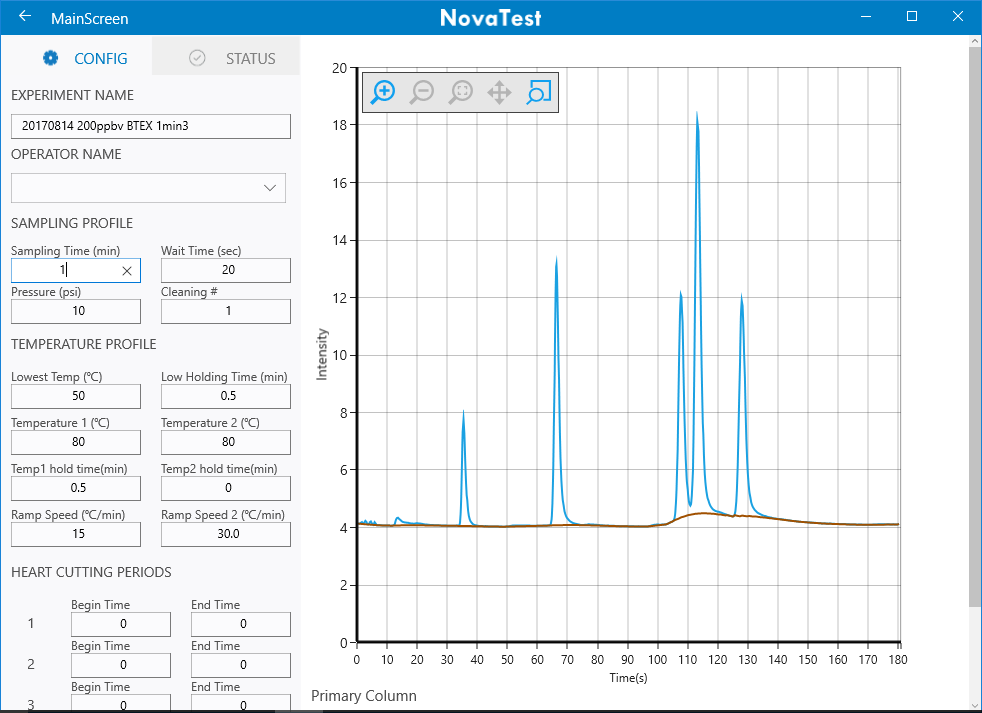 MainScreen
NovaTest
CONFIG
STATUS
EXPERIMENT NAME
20170814 200ppbv BTEX 1min3
OPERATOR NAME
SAMPLING PROFILE
Sampling Time (min) Wait Time (sec)
1 20
Pressure (psi) Cleaning #
10 1
TEMPERATURE PROFILE
Lowest Temp (℃) Low Holding Time (min)
50 0.5
Temperature 1 (℃) Temperature 2 (℃)
80 80
Temp1 hold time(min) Temp2 hold time(min)
0.5 0
Ramp Speed (℃/min) Ramp Speed 2 (℃/min)
15 30.0
HEART CUTTING PERIODS
Begin Time End Time
1 0 0
Begin Time End Time
2 0 0
Begin Time End Time
3 0 0
20
18
16
14
12
10
8
6
4
2
0
Intensity
0 10 20 30 40 50 60 70 80 90 100 110 120 130 140 150 160 170 180
Time(s)
Primary Column